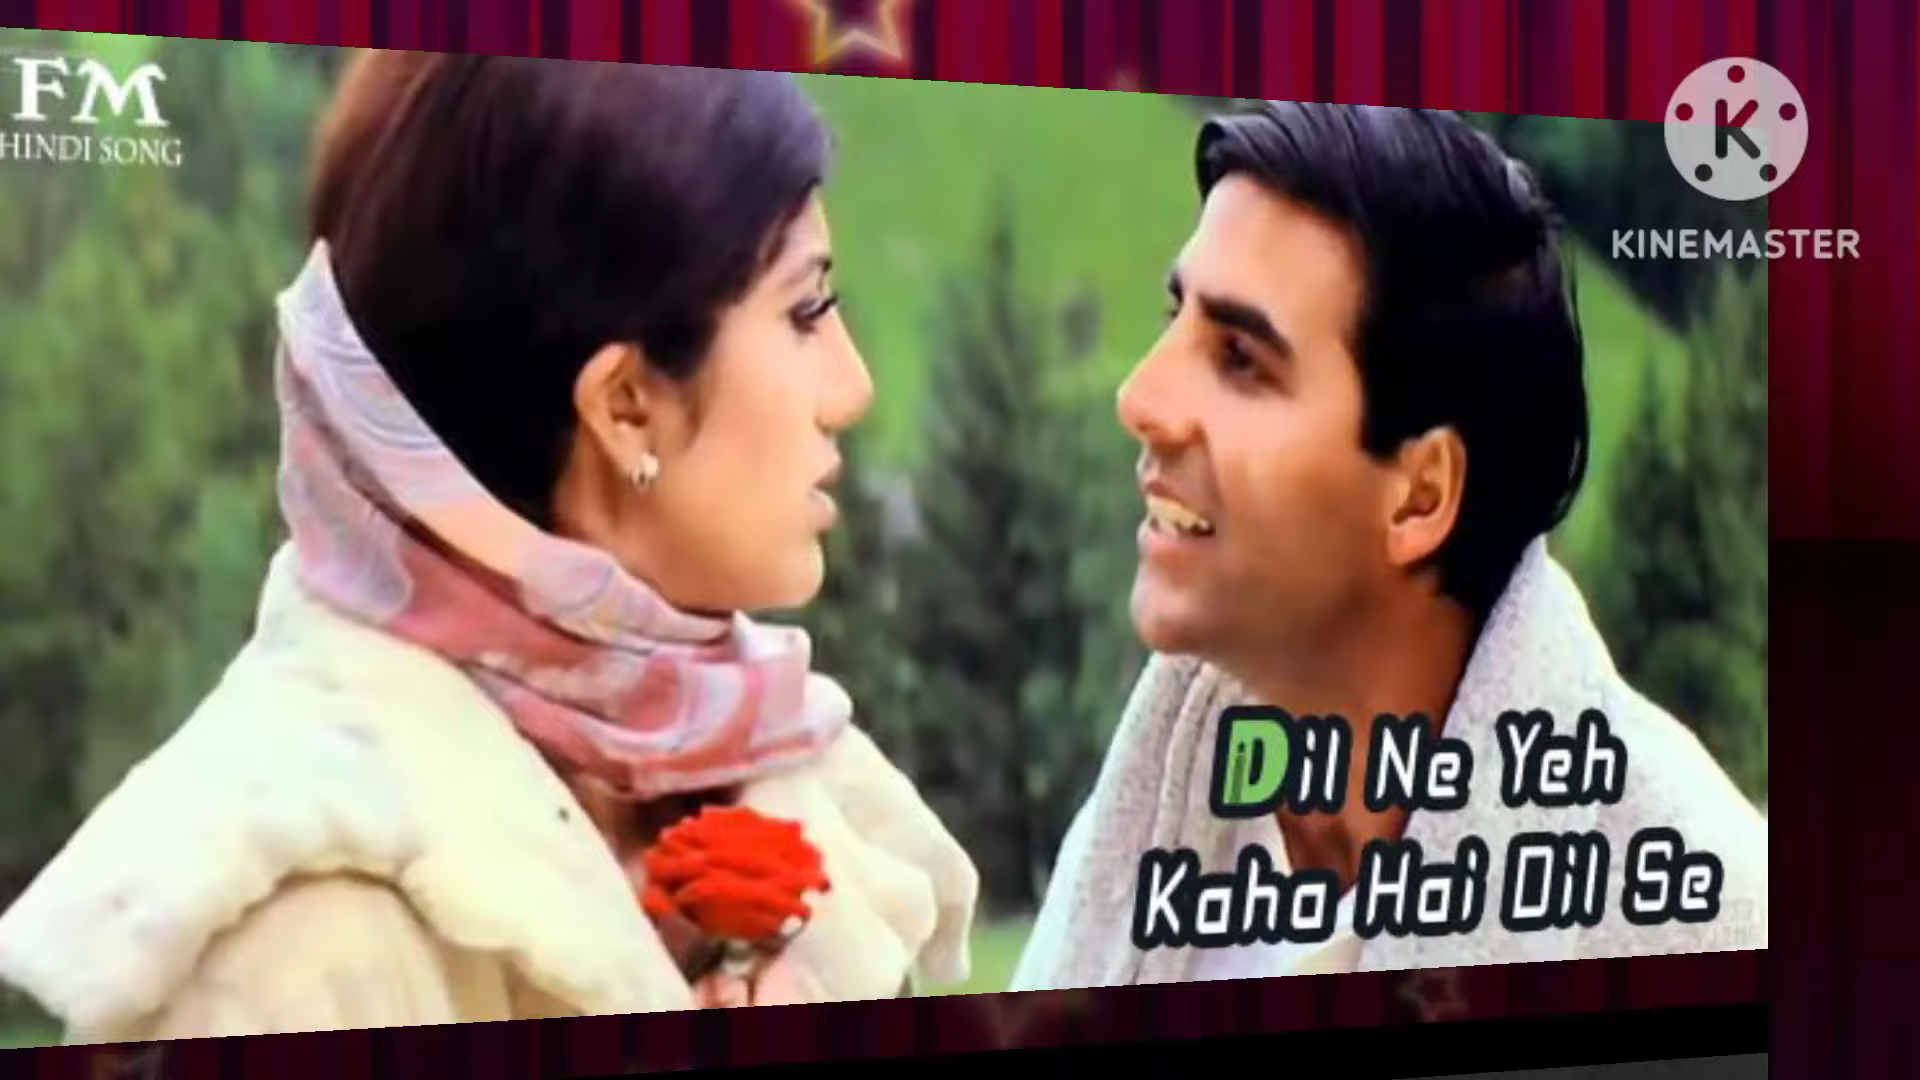 FM
HINDI SONG
K
KINEMASTER
Dil Ne Yeh
Kaha Hai Dil Se